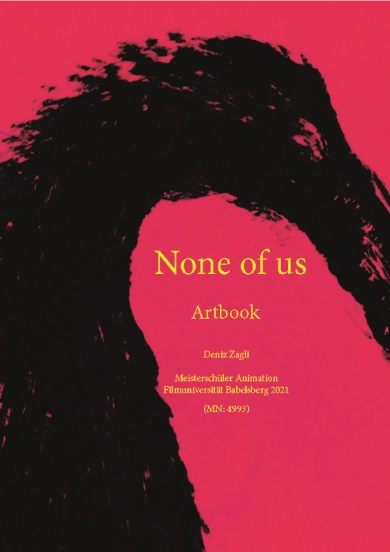 None of us
Artbook
Deniz Zagli
Meisterschüler Animation
Filmuniversität Babelsberg 2021
(MN: 4993)